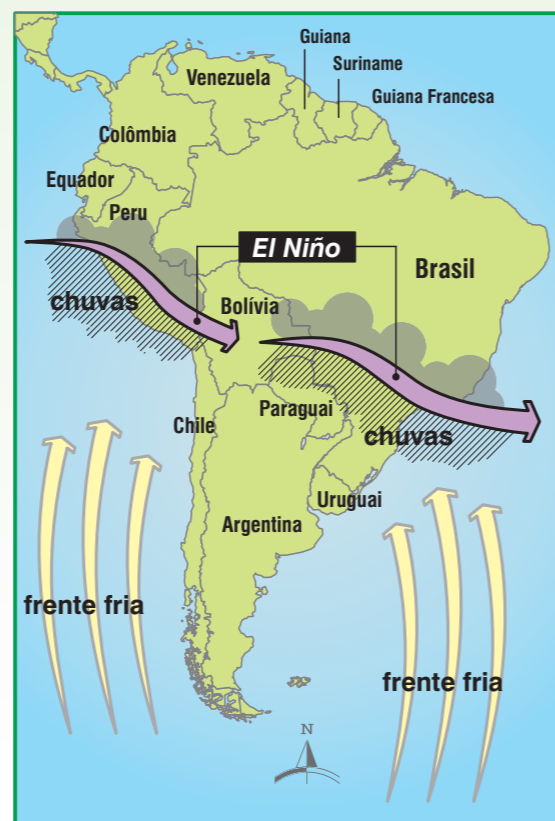 Guiana
Suriname
Guiana Francesa
Venezuela
Colômbia
Equador
Peru
El Niño
Brasil
chuvas
Bolívia
Paraguai
chuvas
Chile
Uruguai
Argentina
frente fria
frente fria
N